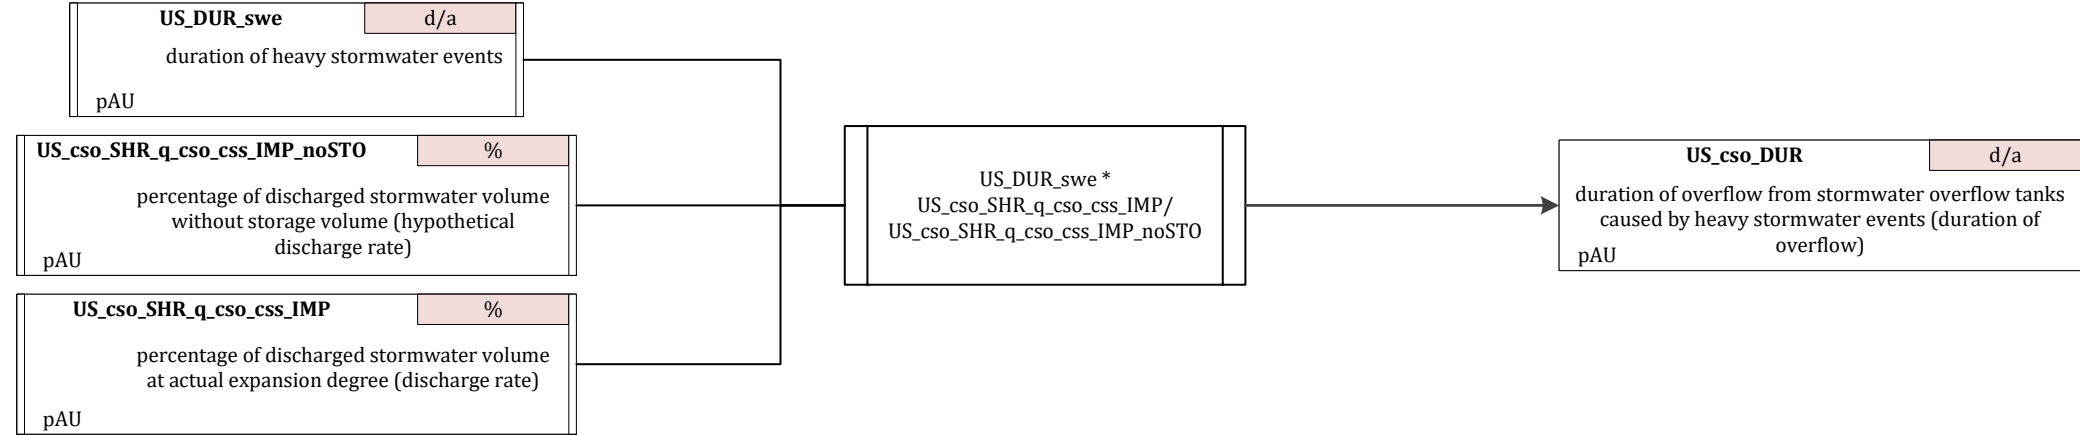 US_DUR_swe d/a
duration of heavy stormwater events
pAU
US_cso_SHR_q_cso_css_IMP_noSTO %
percentage of discharged stormwater volume
without storage volume (hypothetical
discharge rate)
pAU
US_cso_SHR_q_cso_css_IMP %
percentage of discharged stormwater volume
at actual expansion degree (discharge rate)
pAU
US_DUR_swe *
US_cso_SHR_q_cso_css_IMP/
US_cso_SHR_q_cso_css_IMP_noSTO
US_cso_DUR d/a
duration of overflow from stormwater overflow tanks
caused by heavy stormwater events (duration of
overflow)
pAU